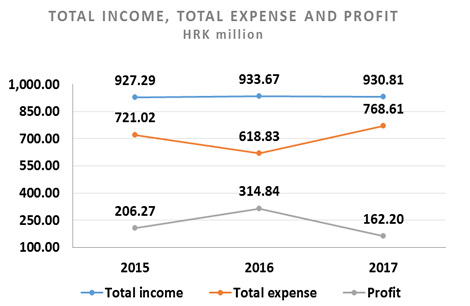 TOTAL INCOME, TOTAL EXPENSE AND PROFIT
HRK million
1,000.00
850.00
700.00
550.00
400.00
250.00
100.00
927.29 933.67 930.81
721.02 618.83 768.61
206.27 314.84 162.20
2015 2016 2017
Total income Total expense Profit